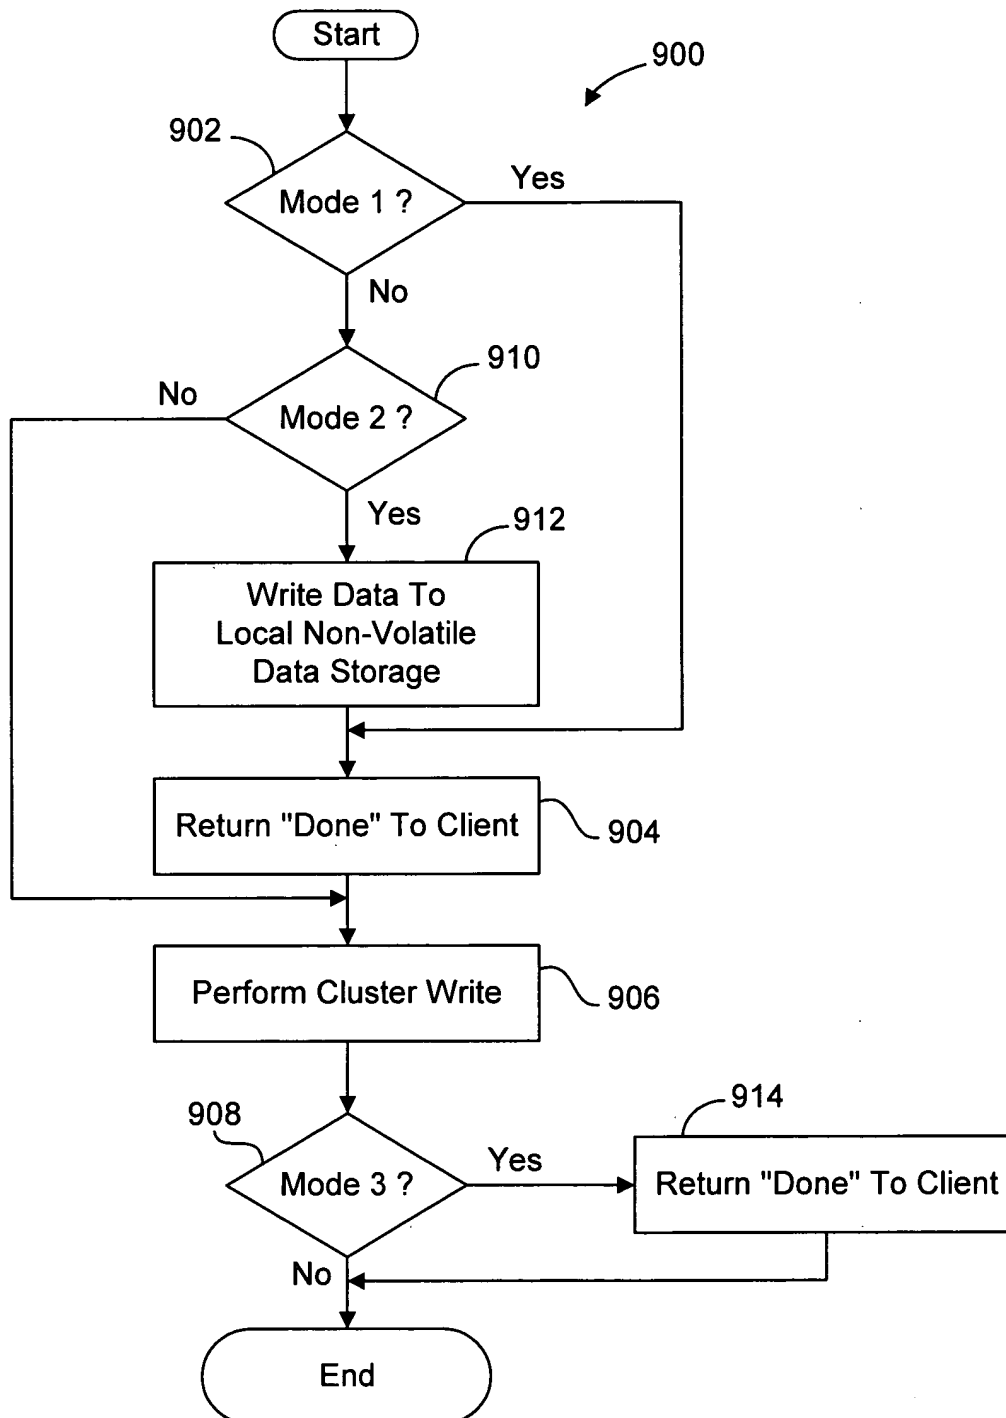 Start
900
902
Mode 1 ?
Yes
No
910
No
Mode 2 ?
Yes
912
Write Data To
Local Non-Volatile
Data Storage
Return "Done" To Client
904
Perform Cluster Write
906
908
914
Mode 3 ?
Yes
Return "Done" To Client
No
End